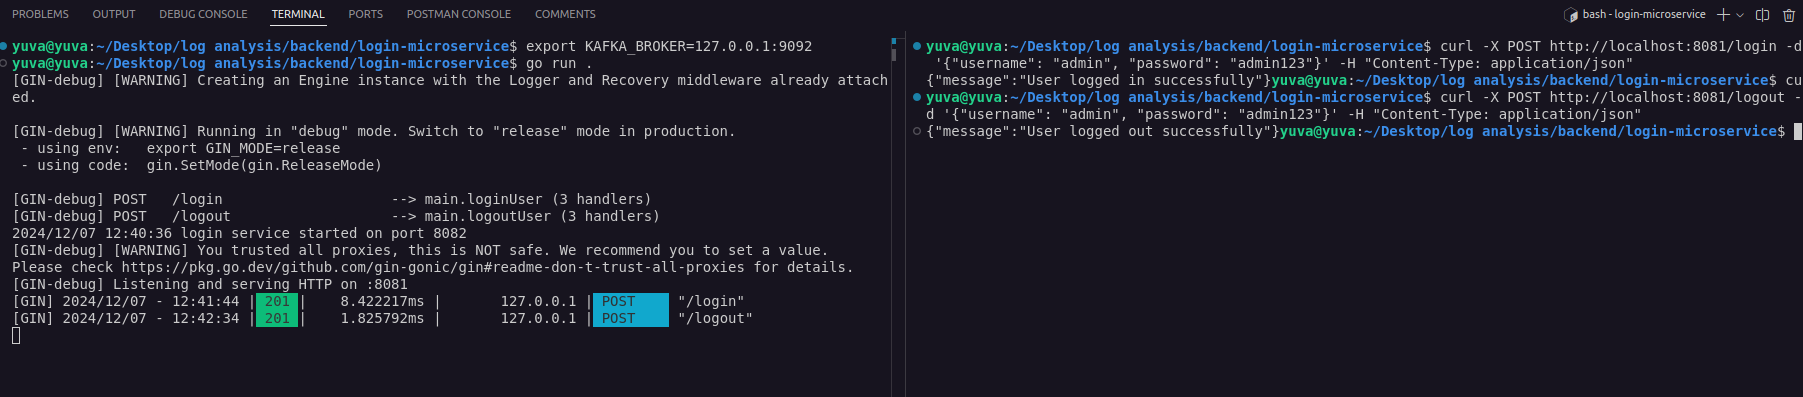 PROBLEMS OUTPUT DEBUG CONSOLE TERMINAL PORTS POSTMAN CONSOLE COMMENTS
bash - login-microservice
yuva@yuva:~/Desktop/log analysis/backend/login-microservice$ export KAFKA_BROKER=127.0.0.1:9092
yuva@yuva:~/Desktop/log analysis/backend/login-microservice$ go run .
[GIN-debug] [WARNING] Creating an Engine instance with the Logger and Recovery middleware already attach
ed.
[GIN-debug] [WARNING] Running in "debug" mode. Switch to "release" mode in production.
- using env:   export GIN_MODE=release
- using code:  gin.SetMode(gin.ReleaseMode)
[GIN-debug] POST   /login                    --> main.loginUser (3 handlers)
[GIN-debug] POST   /logout                   --> main.logoutUser (3 handlers)
2024/12/07 12:40:36 login service started on port 8082
[GIN-debug] [WARNING] You trusted all proxies, this is NOT safe. We recommend you to set a value.
Please check https://pkg.go.dev/github.com/gin-gonic/gin#readme-don-t-trust-all-proxies for details.
[GIN-debug] Listening and serving HTTP on :8081
[GIN] 2024/12/07 - 12:41:44 | 201 |     8.422217ms |       127.0.0.1 | POST     "/login"
[GIN] 2024/12/07 - 12:42:34 | 201 |     1.825792ms |       127.0.0.1 | POST     "/logout"
yuva@yuva:~/Desktop/log analysis/backend/login-microservice$ curl -X POST http://localhost:8081/login -d
'{"username": "admin", "password": "admin123"}' -H "Content-Type: application/json"
{"message":"User logged in successfully"}yuva@yuva:~/Desktop/log analysis/backend/login-microservice$ cu
yuva@yuva:~/Desktop/log analysis/backend/login-microservice$ curl -X POST http://localhost:8081/logout -
d '{"username": "admin", "password": "admin123"}' -H "Content-Type: application/json"
{"message":"User logged out successfully"}yuva@yuva:~/Desktop/log analysis/backend/login-microservice$